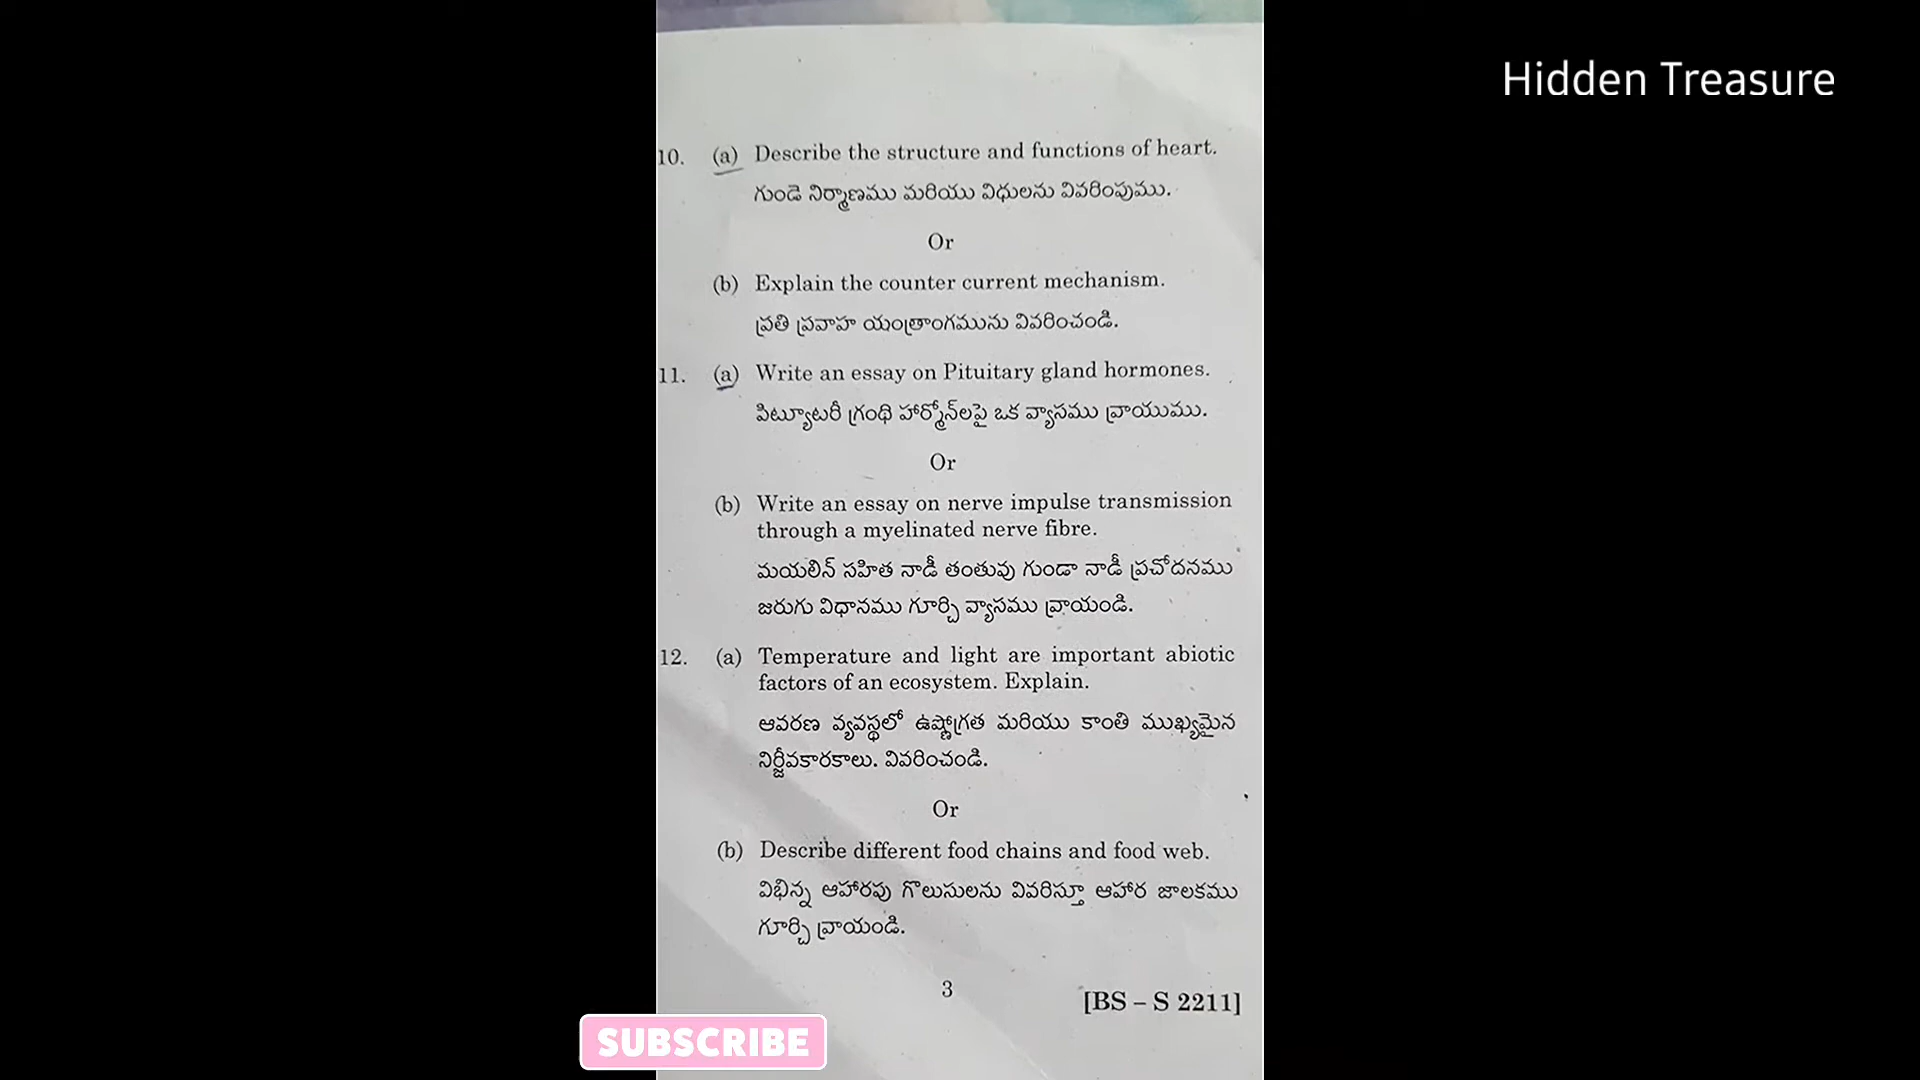 Hidden Treasure
10. (a) Describe the structure and functions of heart.
గుండె నిర్మాణము మరియు విధులను వివరింపుము.
Or
(b) Explain the counter current mechanism.
ప్రతి ప్రవాహ యంత్రాంగమును వివరించండి.
11. (a) Write an essay on Pituitary gland hormones.
పిట్యూటరీ గ్రంథి హార్మోన్‌లపై ఒక వ్యాసము వ్రాయుము.
Or
(b) Write an essay on nerve impulse transmission
through a myelinated nerve fibre.
మయలిన్ సహిత నాడీ తంతువు గుండా నాడీ ప్రచోదనము
జరుగు విధానము గూర్చి వ్యాసము వ్రాయండి.
12. (a) Temperature and light are important abiotic
factors of an ecosystem. Explain.
ఆవరణ వ్యవస్థలో ఉష్ణోగ్రత మరియు కాంతి ముఖ్యమైన
నిర్జీవకారకాలు. వివరించండి.
Or
(b) Describe different food chains and food web.
విభిన్న ఆహారపు గొలుసులను వివరిస్తూ ఆహార జాలకము
గూర్చి వ్రాయండి.
3
[BS – S 2211]
SUBSCRIBE